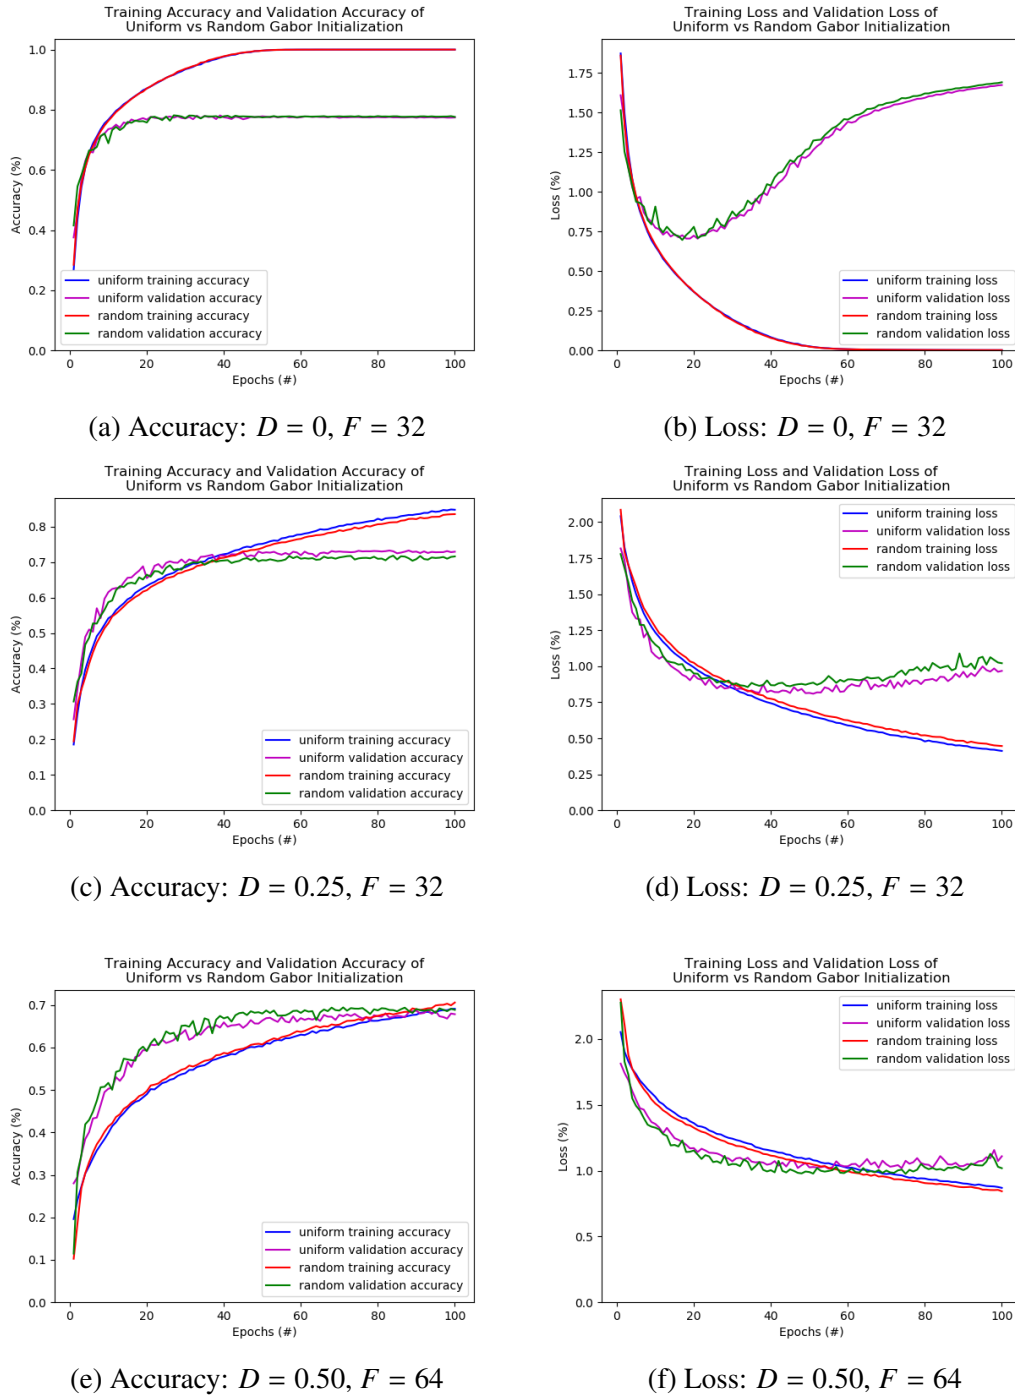 Training Accuracy and Validation Accuracy of
Uniform vs Random Gabor Initialization
1.0
0.8
0.6
0.4
0.2
0.0
Accuracy (%)
uniform training accuracy
uniform validation accuracy
random training accuracy
random validation accuracy
0 20 40 60 80 100
Epochs (#)
(a) Accuracy: D = 0, F = 32
Training Loss and Validation Loss of
Uniform vs Random Gabor Initialization
1.75
1.50
1.25
1.00
0.75
0.50
0.25
0.00
Loss (%)
uniform training loss
uniform validation loss
random training loss
random validation loss
0 20 40 60 80 100
Epochs (#)
(b) Loss: D = 0, F = 32
Training Accuracy and Validation Accuracy of
Uniform vs Random Gabor Initialization
0.8
0.7
0.6
0.5
0.4
0.3
0.2
0.1
0.0
Accuracy (%)
uniform training accuracy
uniform validation accuracy
random training accuracy
random validation accuracy
0 20 40 60 80 100
Epochs (#)
(c) Accuracy: D = 0.25, F = 32
Training Loss and Validation Loss of
Uniform vs Random Gabor Initialization
2.00
1.75
1.50
1.25
1.00
0.75
0.50
0.25
0.00
Loss (%)
uniform training loss
uniform validation loss
random training loss
random validation loss
0 20 40 60 80 100
Epochs (#)
(d) Loss: D = 0.25, F = 32
Training Accuracy and Validation Accuracy of
Uniform vs Random Gabor Initialization
0.7
0.6
0.5
0.4
0.3
0.2
0.1
0.0
Accuracy (%)
uniform training accuracy
uniform validation accuracy
random training accuracy
random validation accuracy
0 20 40 60 80 100
Epochs (#)
(e) Accuracy: D = 0.50, F = 64
Training Loss and Validation Loss of
Uniform vs Random Gabor Initialization
2.0
1.5
1.0
0.5
0.0
Loss (%)
uniform training loss
uniform validation loss
random training loss
random validation loss
0 20 40 60 80 100
Epochs (#)
(f) Loss: D = 0.50, F = 64